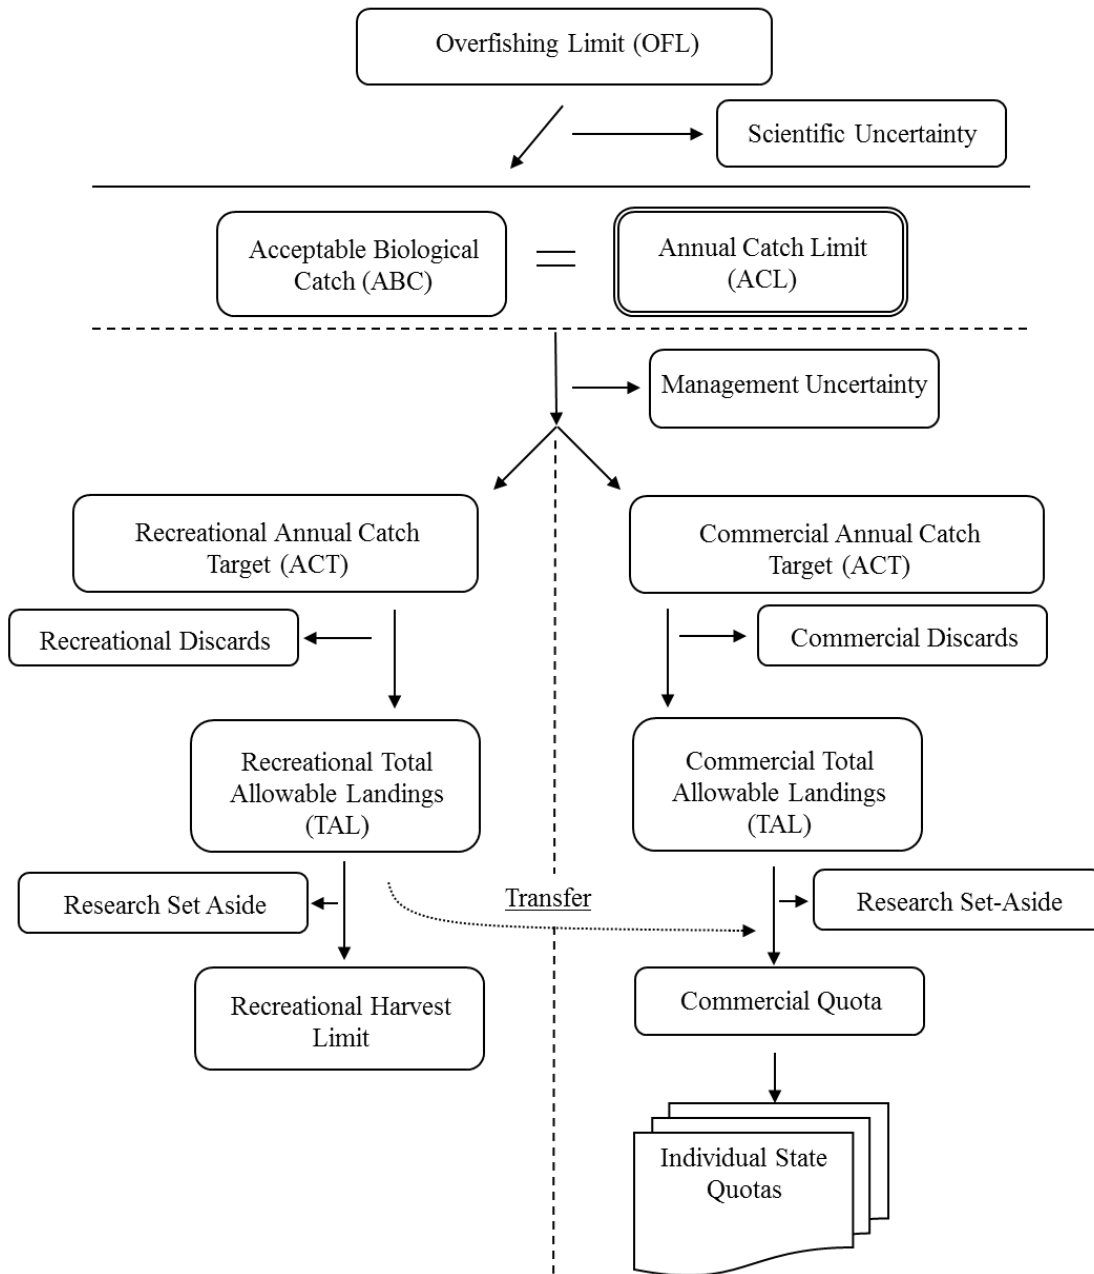 Overfishing Limit (OFL)
Scientific Uncertainty
Acceptable Biological
Catch (ABC)
Annual Catch Limit
(ACL)
Management Uncertainty
Recreational Annual Catch
Target (ACT)
Commercial Annual Catch
Target (ACT)
Recreational Discards
Commercial Discards
Recreational Total
Allowable Landings
(TAL)
Commercial Total
Allowable Landings
(TAL)
Research Set Aside
Transfer
Research Set-Aside
Recreational Harvest
Limit
Commercial Quota
Individual State
Quotas